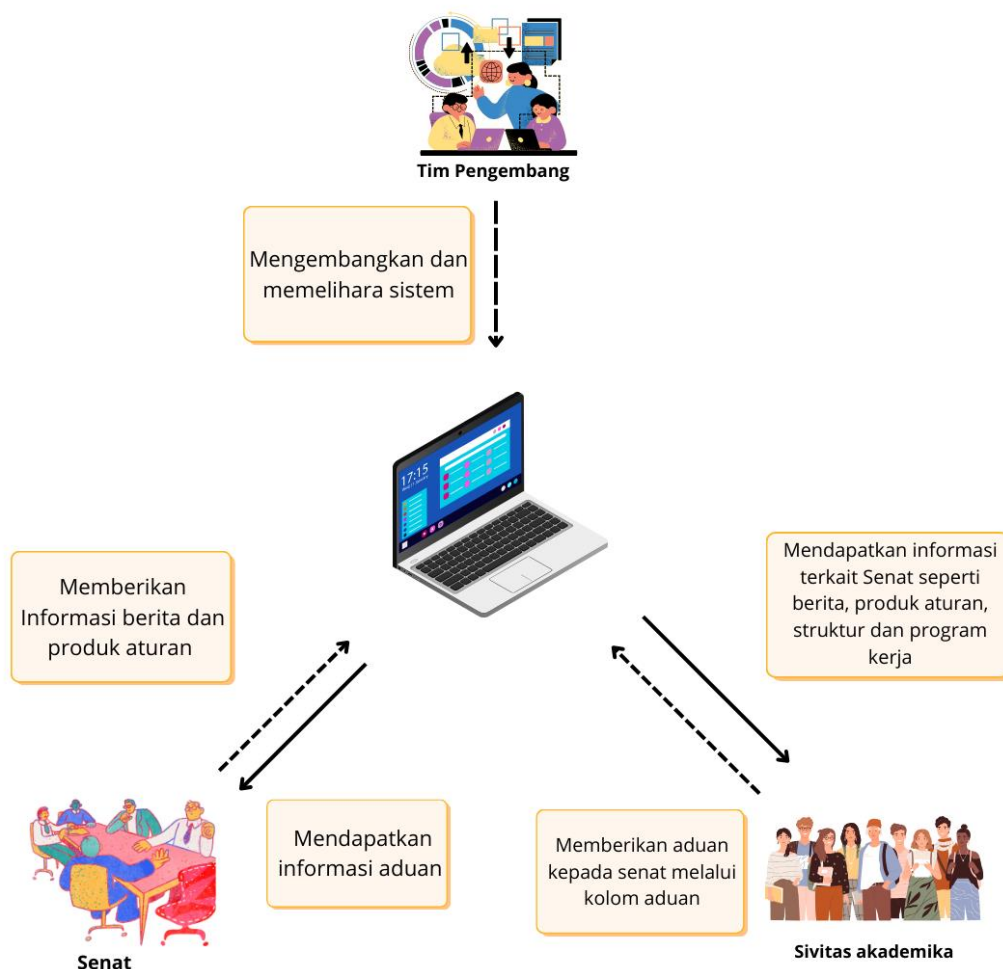 Tim Pengembang
Mengembangkan dan
memelihara sistem
17:15
Memberikan
Informasi berita dan
produk aturan
Mendapatkan informasi
terkait Senat seperti
berita, produk aturan,
struktur dan program
kerja
Mendapatkan
informasi aduan
Memberikan aduan
kepada senat melalui
kolom aduan
Senat
Sivitas akademika